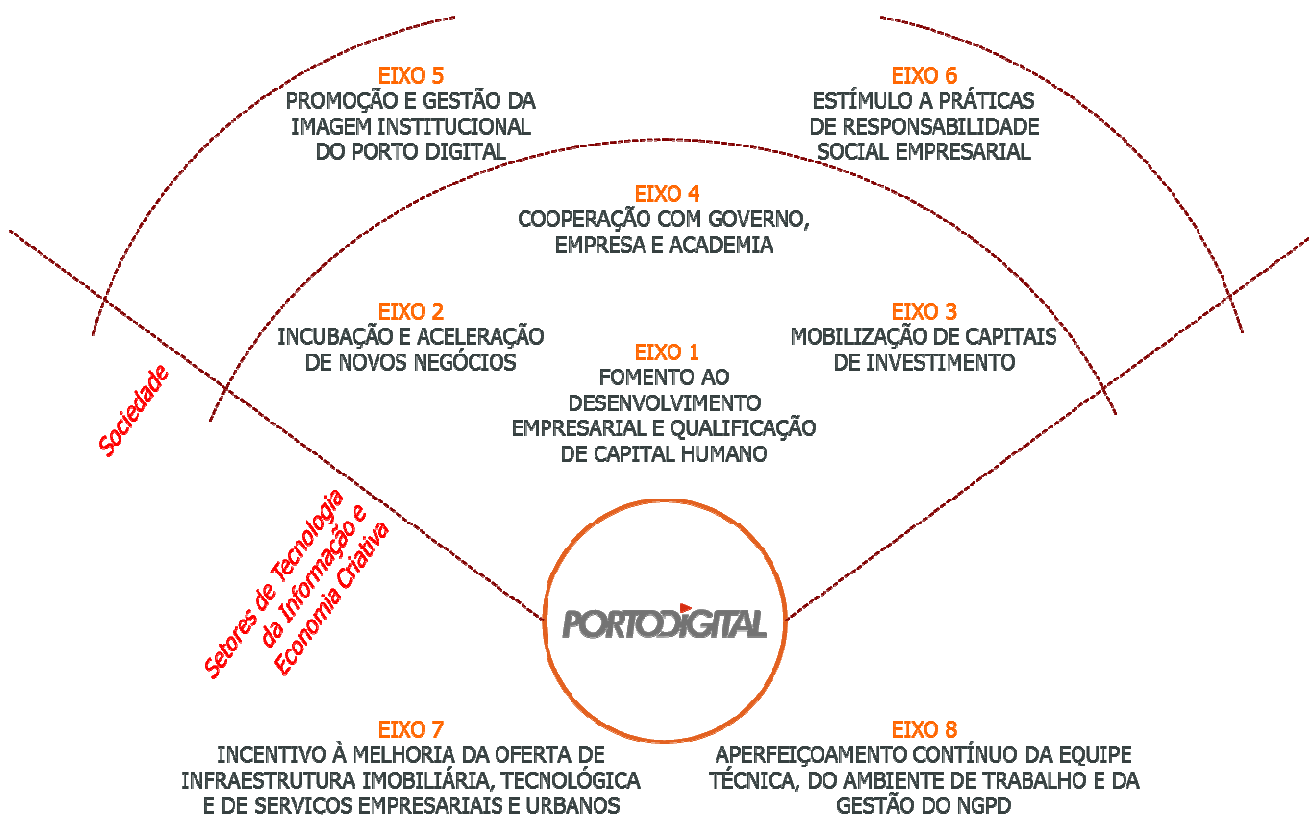 EIXO 5
PROMOÇÃO E GESTÃO DA
IMAGEM INSTITUCIONAL
DO PORTO DIGITAL
EIXO 6
ESTÍMULO A PRÁTICAS
DE RESPONSABILIDADE
SOCIAL EMPRESARIAL
EIXO 4
COOPERAÇÃO COM GOVERNO,
EMPRESA E ACADEMIA
EIXO 2
INCUBAÇÃO E ACELERAÇÃO
DE NOVOS NEGÓCIOS
EIXO 1
FOMENTO AO
DESENVOLVIMENTO
EMPRESARIAL E QUALIFICAÇÃO
DE CAPITAL HUMANO
EIXO 3
MOBILIZAÇÃO DE CAPITAIS
DE INVESTIMENTO
Sociedade
Setores de Tecnologia
da Informação e
Economia Criativa
PORTODIGITAL
EIXO 7
INCENTIVO À MELHORIA DA OFERTA DE
INFRAESTRUTURA IMOBILIÁRIA, TECNOLÓGICA
E DE SERVIÇOS EMPRESARIAIS E URBANOS
EIXO 8
APERFEIÇOAMENTO CONTÍNUO DA EQUIPE
TÉCNICA, DO AMBIENTE DE TRABALHO E DA
GESTÃO DO NGPD